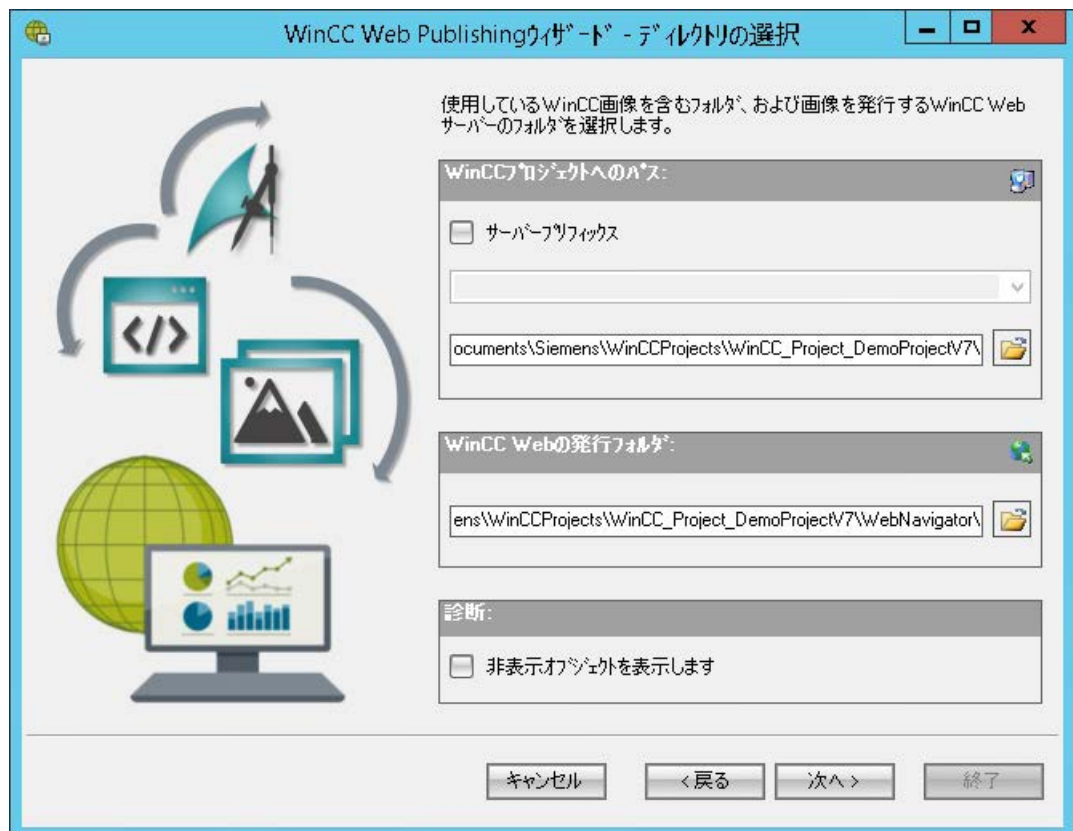 WinCC Web Publishingウィザード - ディレクトリの選択
使用しているWinCC画像を含むフォルダ、および画像を発行するWinCC Web
サーバーのフォルダを選択します。
WinCCプロジェクトへのパス:
サーバープリフィックス
ocuments\Siemens\WinCCProjects\WinCC_Project_DemoProjectV7\
</>
WinCC Webの発行フォルダ:
ens\WinCCProjects\WinCC_Project_DemoProjectV7\WebNavigator\
診断:
非表示オブジェクトを表示します
キャンセル
<戻る
次へ>
終了